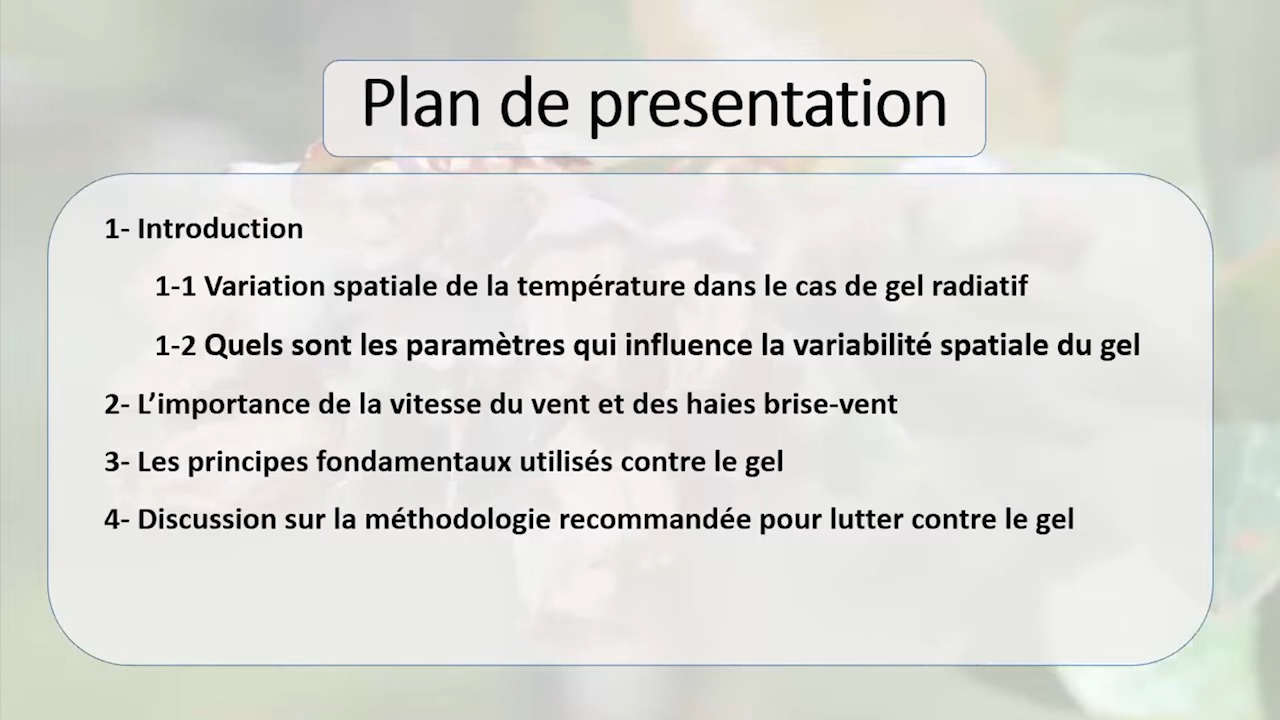 Plan de presentation
1- Introduction
1-1 Variation spatiale de la température dans le cas de gel radiatif
1-2 Quels sont les paramètres qui influence la variabilité spatiale du gel
2- L’importance de la vitesse du vent et des haies brise-vent
3- Les principes fondamentaux utilisés contre le gel
4- Discussion sur la méthodologie recommandée pour lutter contre le gel